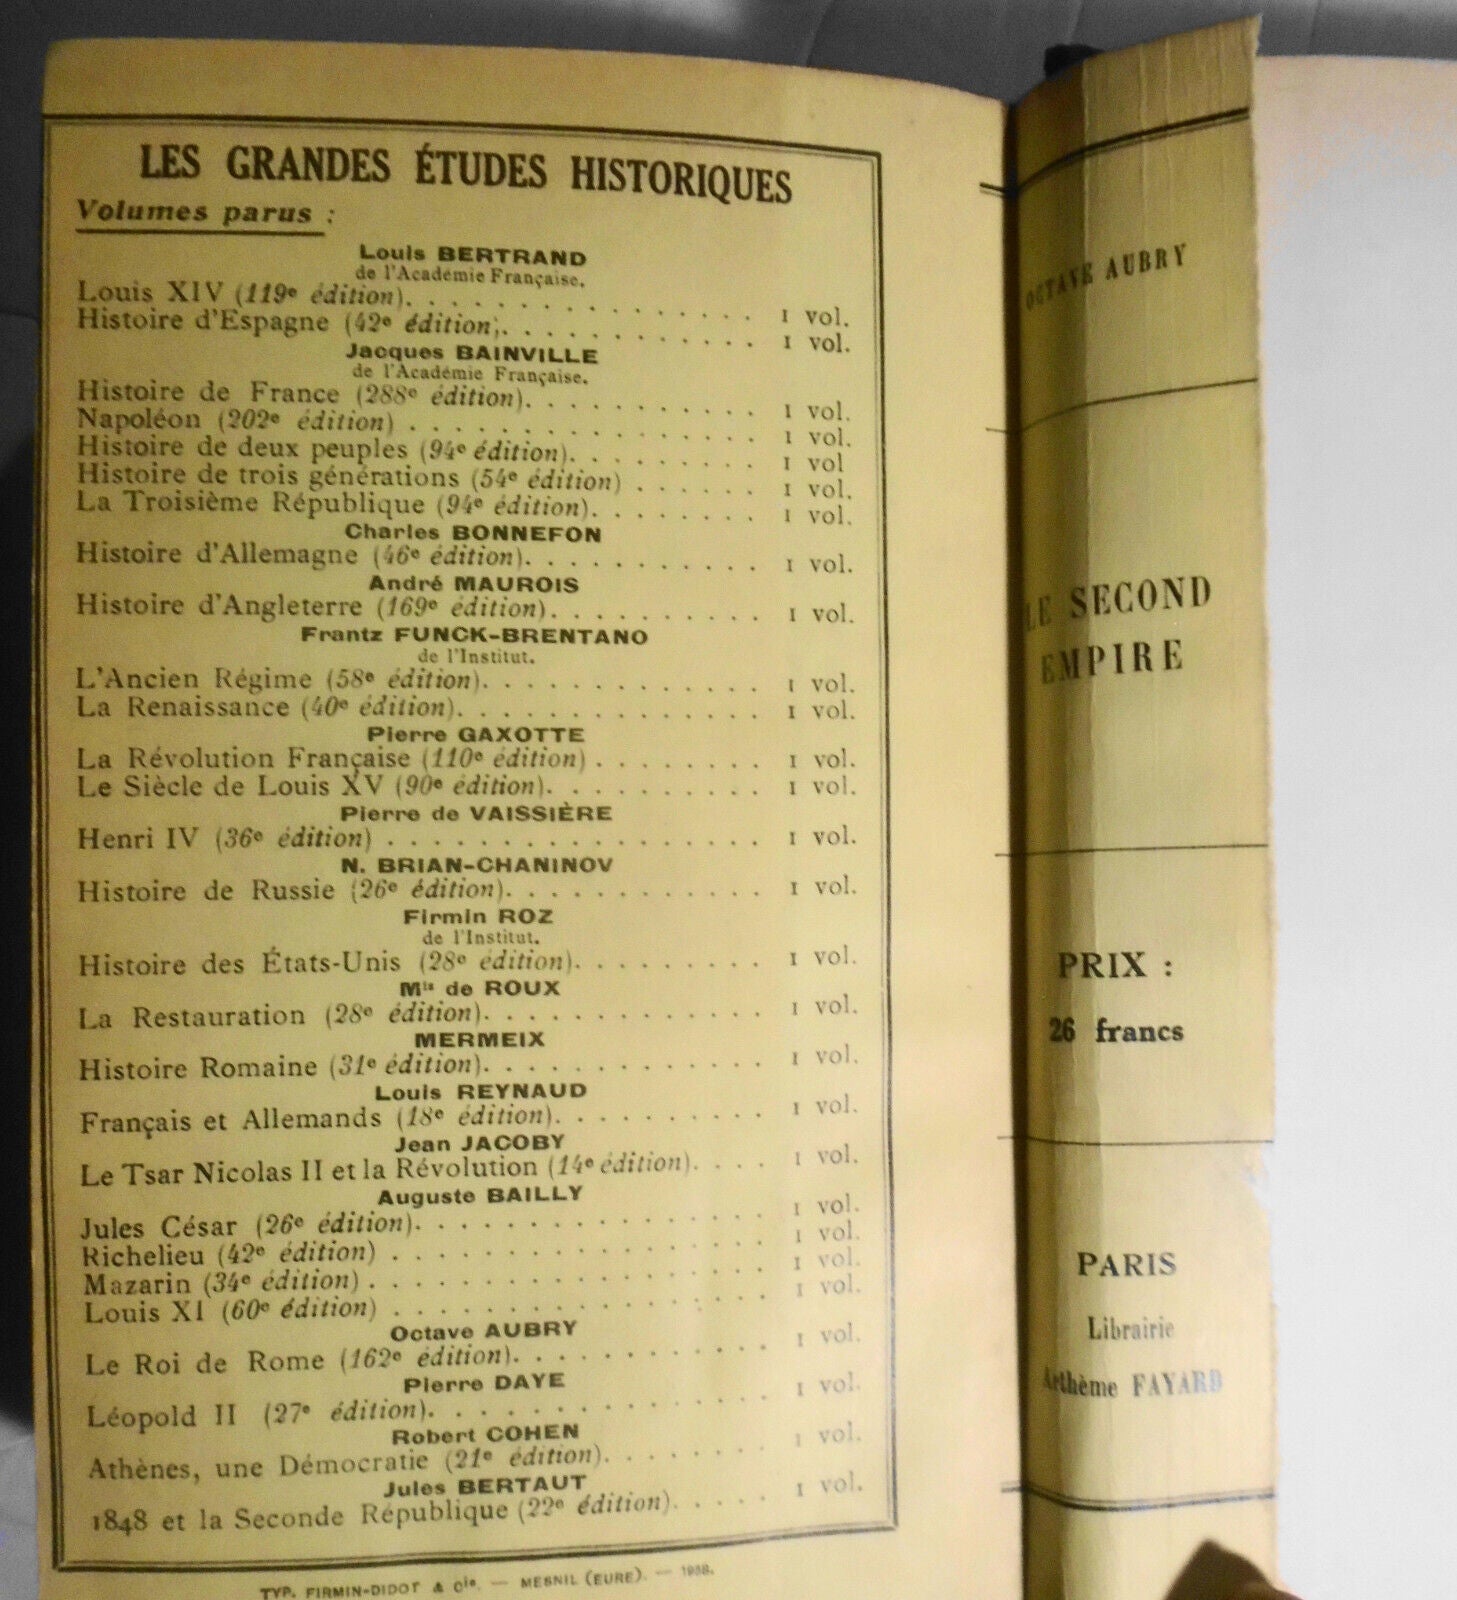 LES GRANDES ÉTUDES HISTORIQUES
Volumes parus :
Louis BERTRAND
de l'Académie Française.
Louis XIV (119e édition). . . . . . . . . . . . . 1 vol.
Histoire d'Espagne (42e édition). . . . . . . . . . 1 vol.
Jacques BAINVILLE
de l'Académie Française.
Histoire de France (288e édition). . . . . . . . . 1 vol.
Napoléon (202e édition) . . . . . . . . . . . . . 1 vol.
Histoire de deux peuples (94e édition). . . . . . . 1 vol
Histoire de trois générations (54e édition) . . . . . . 1 vol.
La Troisième République (94e édition). . . . . . . 1 vol.
Charles BONNEFON
Histoire d'Allemagne (46e édition). . . . . . . . . 1 vol.
André MAUROIS
Histoire d'Angleterre (169e édition). . . . . . . . 1 vol.
Frantz FUNCK-BRENTANO
de l'Institut.
L'Ancien Régime (58e édition). . . . . . . . . . 1 vol.
La Renaissance (40e édition). . . . . . . . . . . 1 vol.
Pierre GAXOTTE
La Révolution Française (110e édition) . . . . . . . 1 vol.
Le Siècle de Louis XV (90e édition). . . . . . . . 1 vol.
Pierre de VAISSIÈRE
Henri IV (36e édition) . . . . . . . . . . . . . . 1 vol.
N. BRIAN-CHANINOV
Histoire de Russie (26e édition). . . . . . . . . . 1 vol.
Firmin ROZ
de l'Institut.
Histoire des États-Unis (28e édition). . . . . . . . 1 vol.
Mis de ROUX
La Restauration (28e édition). . . . . . . . . . . 1 vol.
MERMEIX
Histoire Romaine (31e édition). . . . . . . . . . 1 vol.
Louis REYNAUD
Français et Allemands (18e édition). . . . . . . . 1 vol.
Jean JACOBY
Le Tsar Nicolas II et la Révolution (14e édition). . . . 1 vol.
Auguste BAILLY
Jules César (26e édition). . . . . . . . . . . . . 1 vol.
Richelieu (42e édition) . . . . . . . . . . . . . 1 vol.
Mazarin (34e édition) . . . . . . . . . . . . . . 1 vol.
Louis XI (60e édition) . . . . . . . . . . . . . . 1 vol.
Octave AUBRY
Le Roi de Rome (162e édition). . . . . . . . . . 1 vol.
Pierre DAYE
Léopold II (27e édition). . . . . . . . . . . . . 1 vol.
Robert COHEN
Athènes, une Démocratie (21e édition). . . . . . . 1 vol.
Jules BERTAUT
1848 et la Seconde République (22e édition). . . . . 1 vol.
TYP. FIRMIN-DIDOT & Cie. — MESNIL (EURE). — 1938.
OCTAVE AUBRY
LE SECOND
EMPIRE
PRIX :
26 francs
PARIS
Librairie
Arthème FAYARD